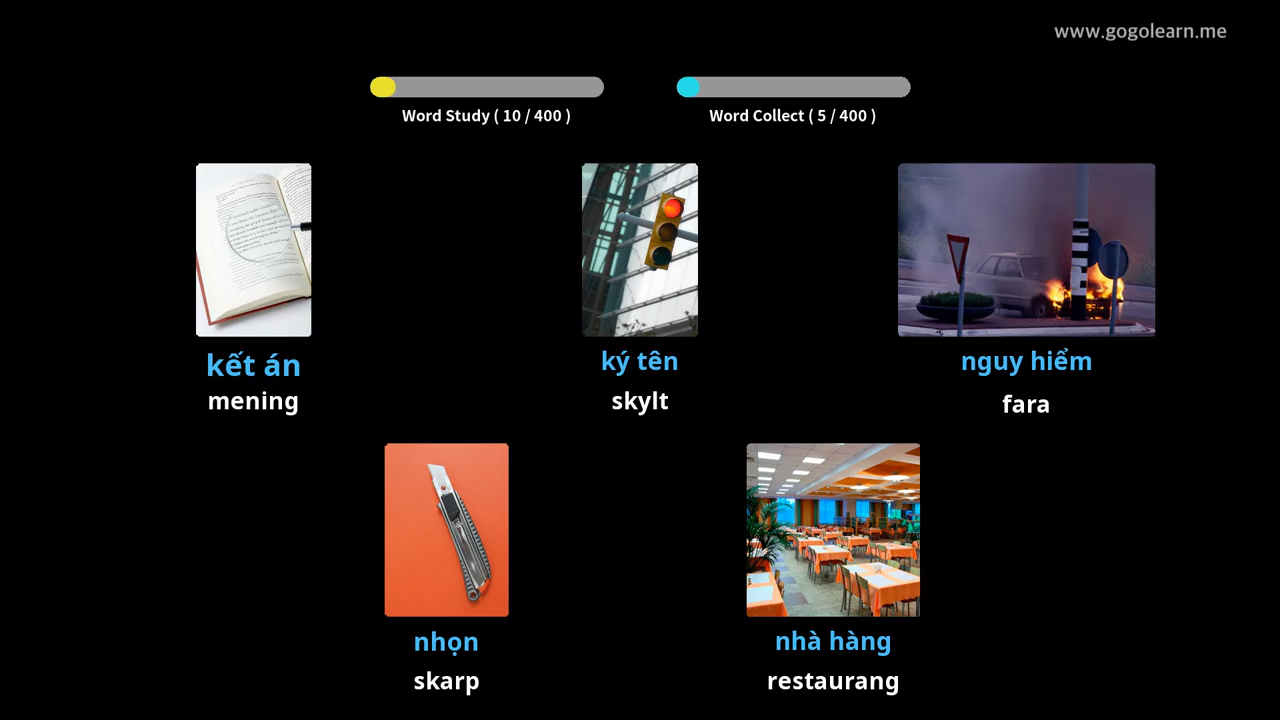 www.gogolearn.me
Word Study ( 10 / 400 )
Word Collect ( 5 / 400 )
kết án
mening
ký tên
skylt
nguy hiểm
fara
nhọn
skarp
nhà hàng
restaurang